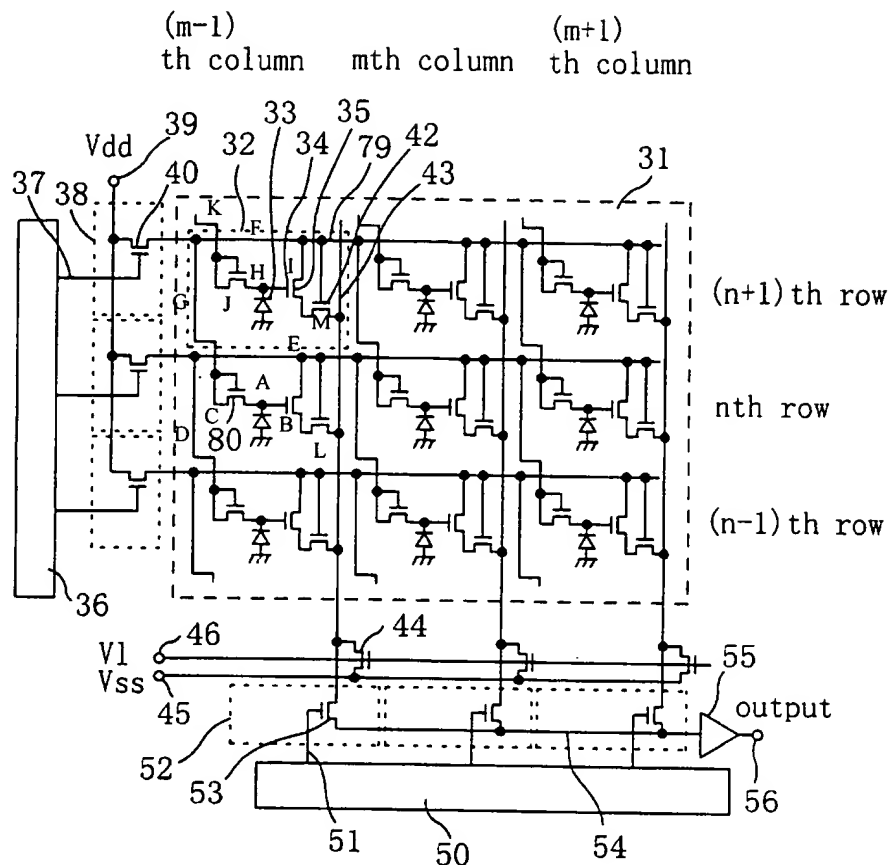 (m-1) (m+1)
th column mth column th column
33 34 35 79 42
32 43 31
Vdd 39
40
38
37
K F
H I
G J M
E
(n+1)th row
A
C B
80
D L
nth row
(n-1)th row
36
46 44
V1
Vss
45
55
output
52
53
51 50 54 56